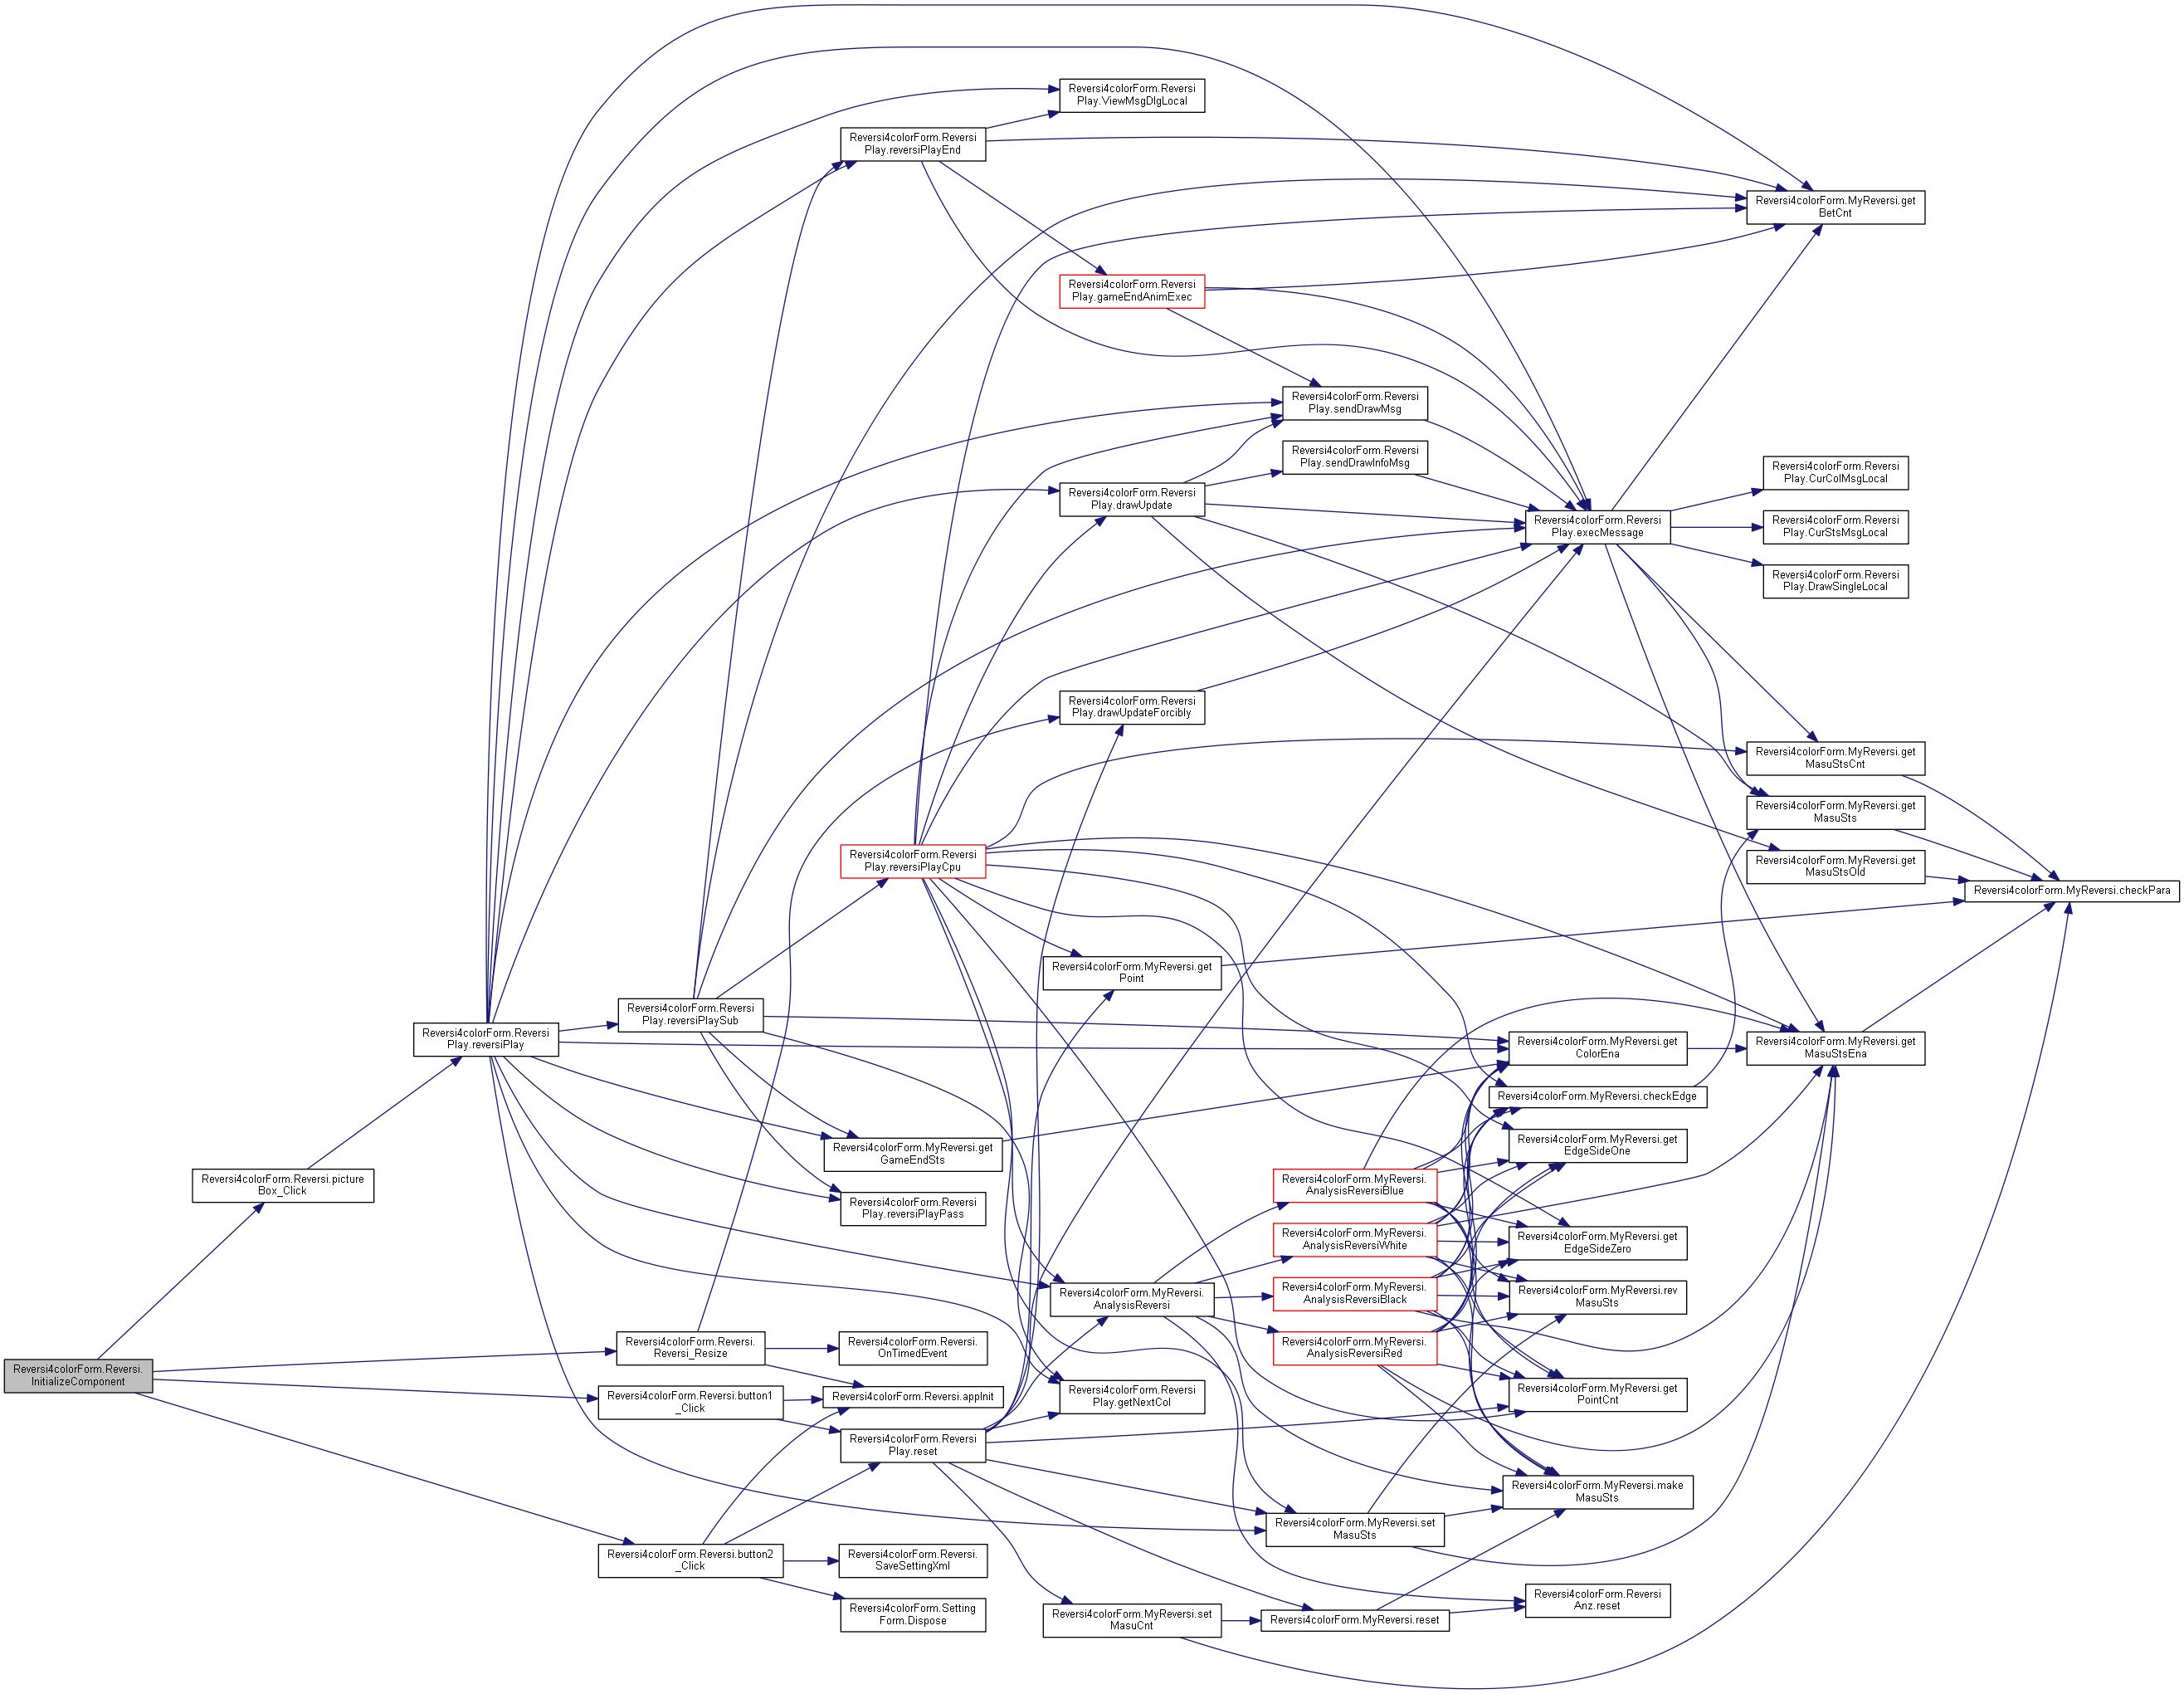 Reversi4colorForm.Reversi.
InitializeComponent
Reversi4colorForm.Reversi.picture
Box_Click
Reversi4colorForm.Reversi
Play.reversiPlay
Reversi4colorForm.Reversi.
Reversi_Resize
Reversi4colorForm.Reversi.button1
_Click
Reversi4colorForm.Reversi.button2
_Click
Reversi4colorForm.Reversi
Play.reversiPlaySub
Reversi4colorForm.Reversi
Play.reversiPlayEnd
Reversi4colorForm.Reversi
Play.reversiPlayCpu
Reversi4colorForm.MyReversi.get
GameEndSts
Reversi4colorForm.Reversi
Play.reversiPlayPass
Reversi4colorForm.Reversi.
OnTimedEvent
Reversi4colorForm.Reversi.appInit
Reversi4colorForm.Reversi
Play.reset
Reversi4colorForm.Reversi.
SaveSettingXml
Reversi4colorForm.Setting
Form.Dispose
Reversi4colorForm.Reversi
Play.ViewMsgDlgLocal
Reversi4colorForm.Reversi
Play.gameEndAnimExec
Reversi4colorForm.Reversi
Play.drawUpdate
Reversi4colorForm.Reversi
Play.drawUpdateForcibly
Reversi4colorForm.MyReversi.get
Point
Reversi4colorForm.MyReversi.
AnalysisReversi
Reversi4colorForm.Reversi
Play.getNextCol
Reversi4colorForm.MyReversi.set
MasuCnt
Reversi4colorForm.Reversi
Play.sendDrawMsg
Reversi4colorForm.Reversi
Play.sendDrawInfoMsg
Reversi4colorForm.MyReversi.
AnalysisReversiBlue
Reversi4colorForm.MyReversi.
AnalysisReversiWhite
Reversi4colorForm.MyReversi.
AnalysisReversiBlack
Reversi4colorForm.MyReversi.
AnalysisReversiRed
Reversi4colorForm.MyReversi.set
MasuSts
Reversi4colorForm.MyReversi.reset
Reversi4colorForm.Reversi
Play.execMessage
Reversi4colorForm.MyReversi.get
ColorEna
Reversi4colorForm.MyReversi.checkEdge
Reversi4colorForm.MyReversi.get
EdgeSideOne
Reversi4colorForm.MyReversi.get
EdgeSideZero
Reversi4colorForm.MyReversi.rev
MasuSts
Reversi4colorForm.MyReversi.get
PointCnt
Reversi4colorForm.MyReversi.make
MasuSts
Reversi4colorForm.Reversi
Anz.reset
Reversi4colorForm.MyReversi.get
BetCnt
Reversi4colorForm.Reversi
Play.CurColMsgLocal
Reversi4colorForm.Reversi
Play.CurStsMsgLocal
Reversi4colorForm.Reversi
Play.DrawSingleLocal
Reversi4colorForm.MyReversi.get
MasuStsCnt
Reversi4colorForm.MyReversi.get
MasuSts
Reversi4colorForm.MyReversi.get
MasuStsOld
Reversi4colorForm.MyReversi.get
MasuStsEna
Reversi4colorForm.MyReversi.checkPara